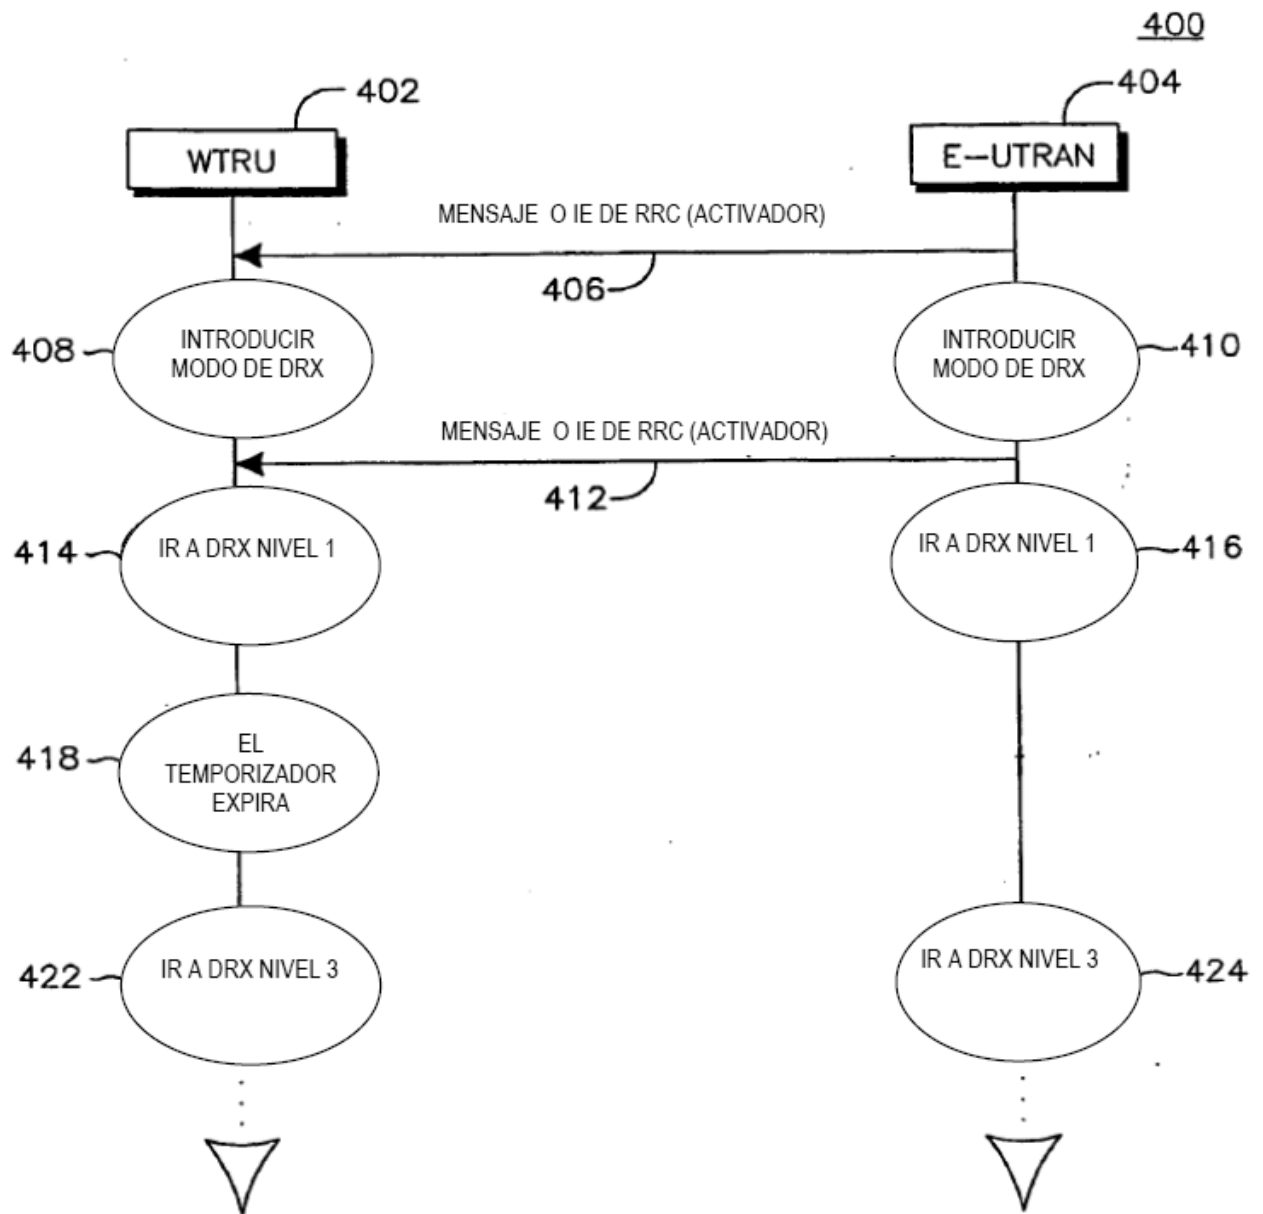 400
402
404
WTRU
E-UTRAN
MENSAJE O IE DE RRC (ACTIVADOR)
406
408
INTRODUCIR
MODO DE DRX
INTRODUCIR
MODO DE DRX
410
MENSAJE O IE DE RRC (ACTIVADOR)
412
414
IR A DRX NIVEL 1
IR A DRX NIVEL 1
416
418
EL
TEMPORIZADOR
EXPIRA
422
IR A DRX NIVEL 3
IR A DRX NIVEL 3
424